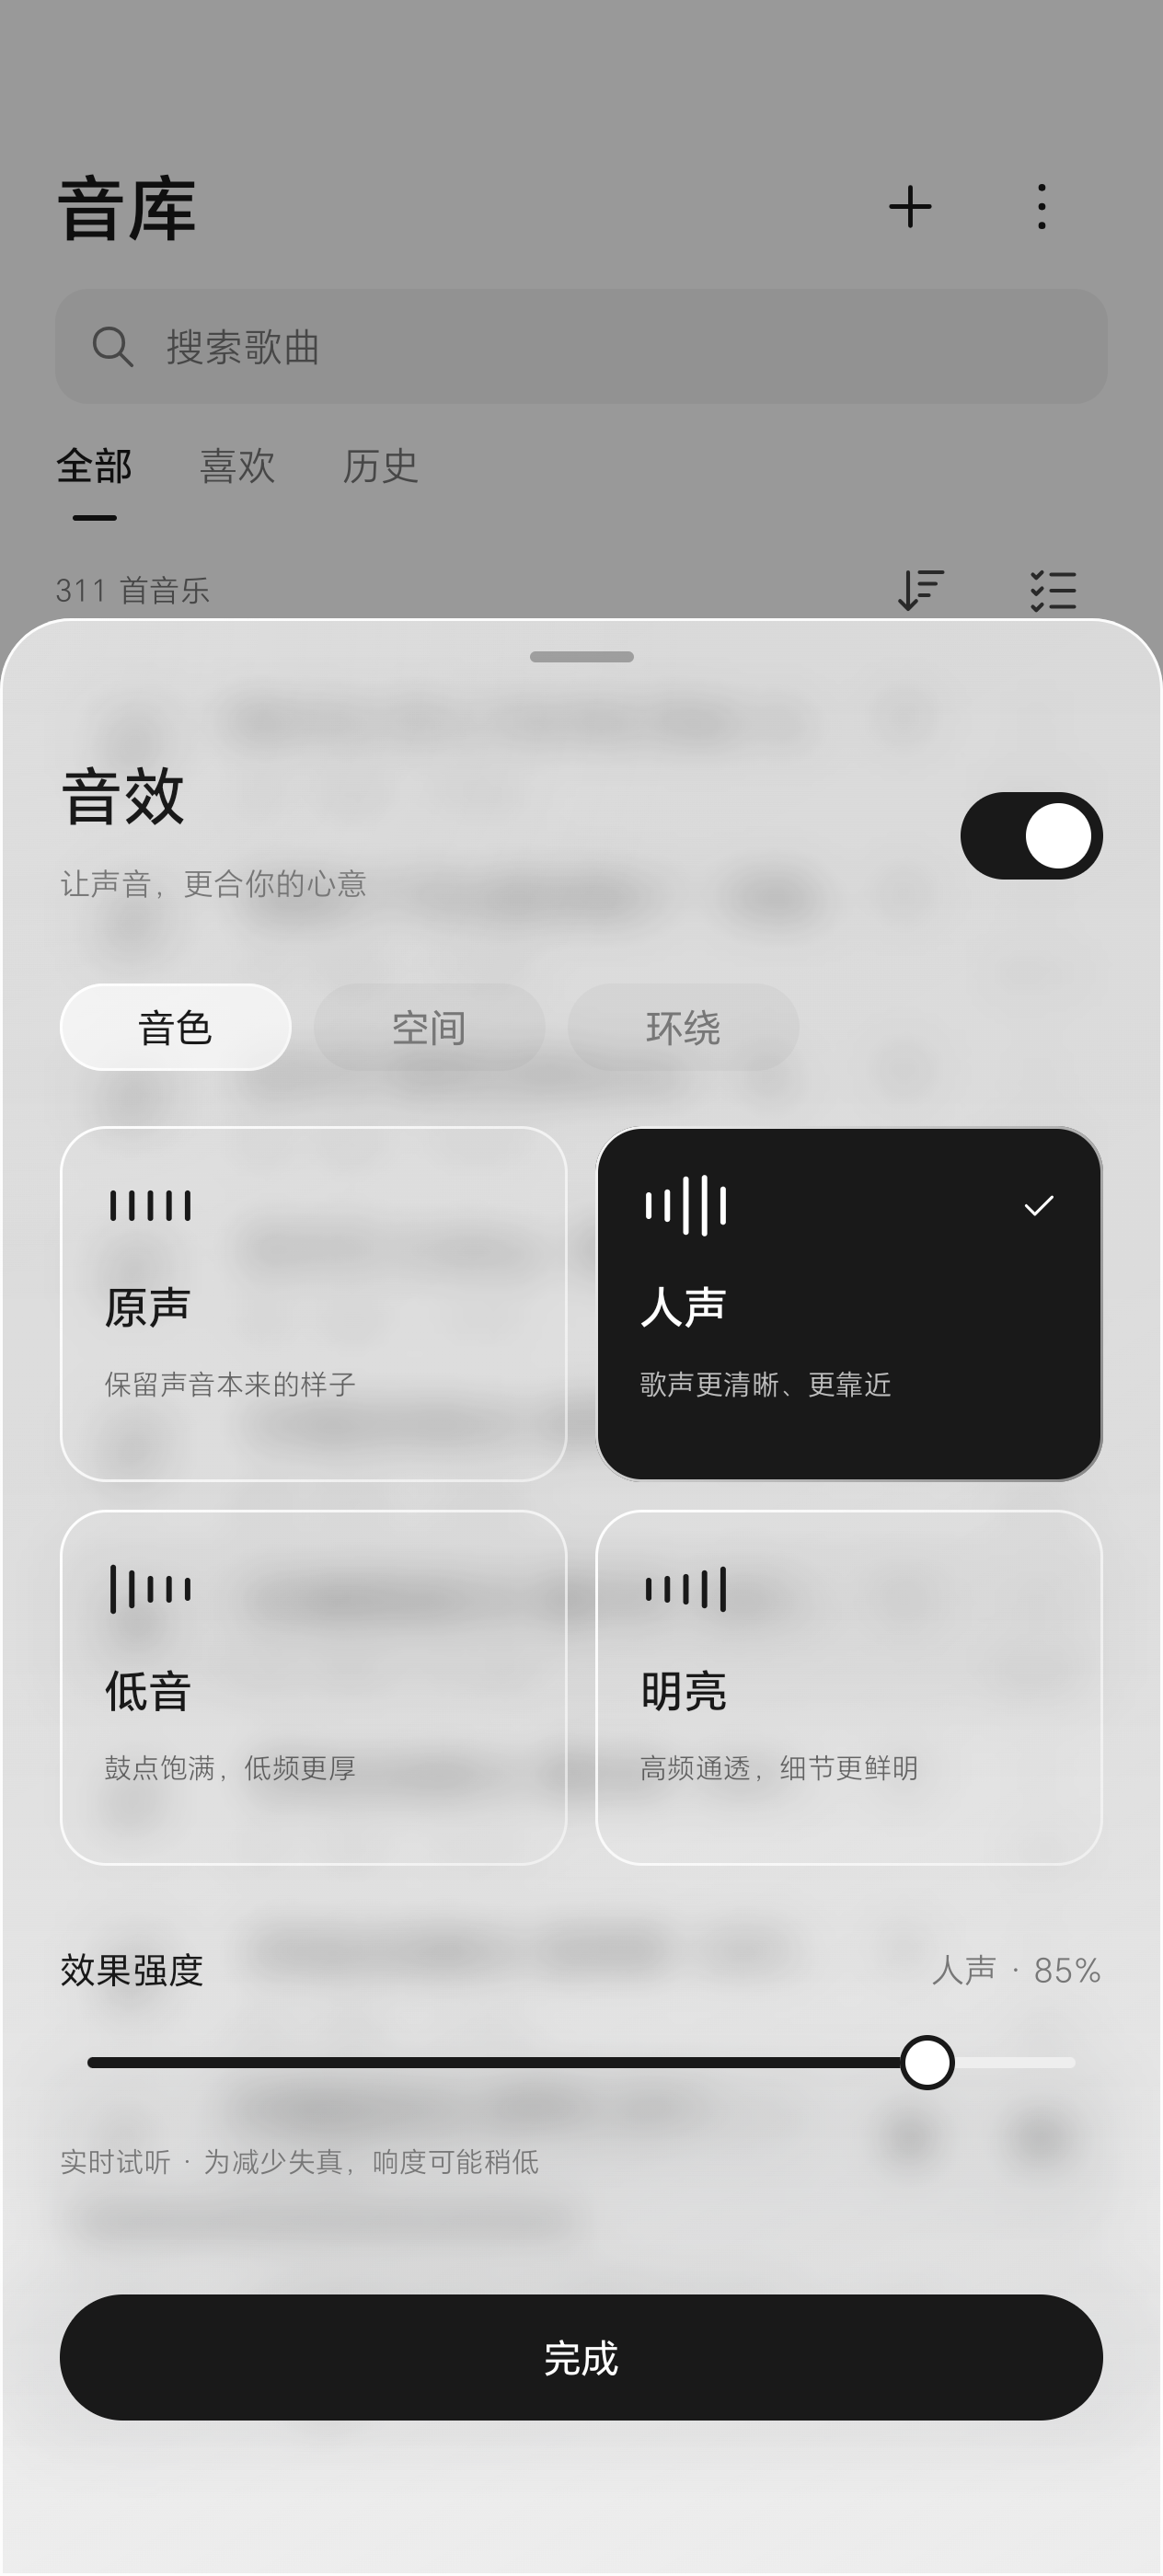 音库
搜索歌曲
全部 喜欢 历史
311 首音乐
音效
让声音，更合你的心意
音色 空间 环绕
原声
保留声音本来的样子
人声
歌声更清晰、更靠近
低音
鼓点饱满，低频更厚
明亮
高频通透，细节更鲜明
效果强度 人声 · 85%
实时试听 · 为减少失真，响度可能稍低
完成